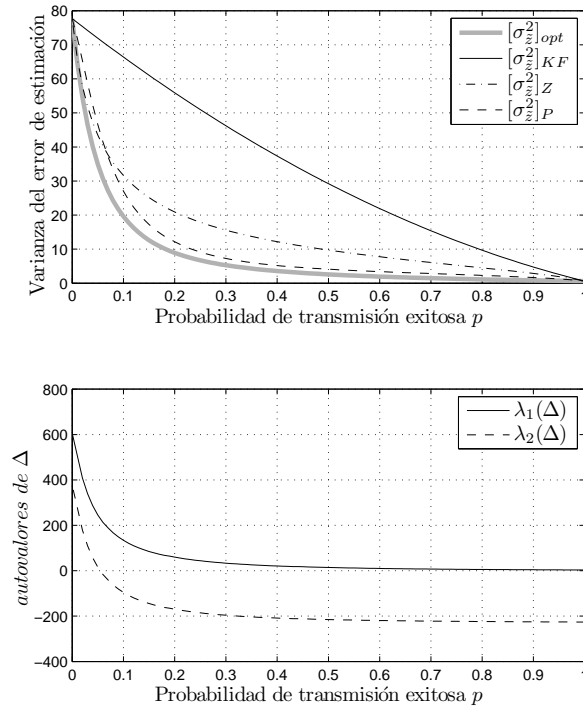 80
70
60
50
40
30
20
10
0
Varianza del error de estimación
[σ²_z̃]_opt
[σ²_z̃]_KF
[σ²_z̃]_Z
[σ²_z̃]_P
0 0.1 0.2 0.3 0.4 0.5 0.6 0.7 0.8 0.9 1
Probabilidad de transmisión exitosa p
800
600
400
200
0
−200
−400
autovalores de Δ
λ₁(Δ)
λ₂(Δ)
0 0.1 0.2 0.3 0.4 0.5 0.6 0.7 0.8 0.9 1
Probabilidad de transmisión exitosa p